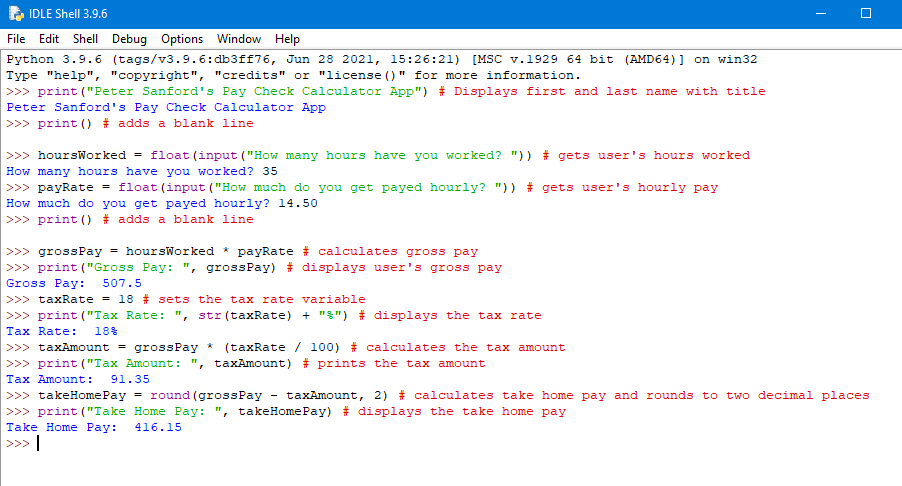 IDLE Shell 3.9.6
File Edit Shell Debug Options Window Help
Python 3.9.6 (tags/v3.9.6:db3ff76, Jun 28 2021, 15:26:21) [MSC v.1929 64 bit (AMD64)] on win32
Type "help", "copyright", "credits" or "license()" for more information.
>>> print("Peter Sanford's Pay Check Calculator App") # Displays first and last name with title
Peter Sanford's Pay Check Calculator App
>>> print() # adds a blank line
>>> hoursWorked = float(input("How many hours have you worked? ")) # gets user's hours worked
How many hours have you worked? 35
>>> payRate = float(input("How much do you get payed hourly? ")) # gets user's hourly pay
How much do you get payed hourly? 14.50
>>> print() # adds a blank line
>>> grossPay = hoursWorked * payRate # calculates gross pay
>>> print("Gross Pay: ", grossPay) # displays user's gross pay
Gross Pay:  507.5
>>> taxRate = 18 # sets the tax rate variable
>>> print("Tax Rate: ", str(taxRate) + "%") # displays the tax rate
Tax Rate:  18%
>>> taxAmount = grossPay * (taxRate / 100) # calculates the tax amount
>>> print("Tax Amount: ", taxAmount) # prints the tax amount
Tax Amount:  91.35
>>> takeHomePay = round(grossPay - taxAmount, 2) # calculates take home pay and rounds to two decimal places
>>> print("Take Home Pay: ", takeHomePay) # displays the take home pay
Take Home Pay:  416.15
>>>